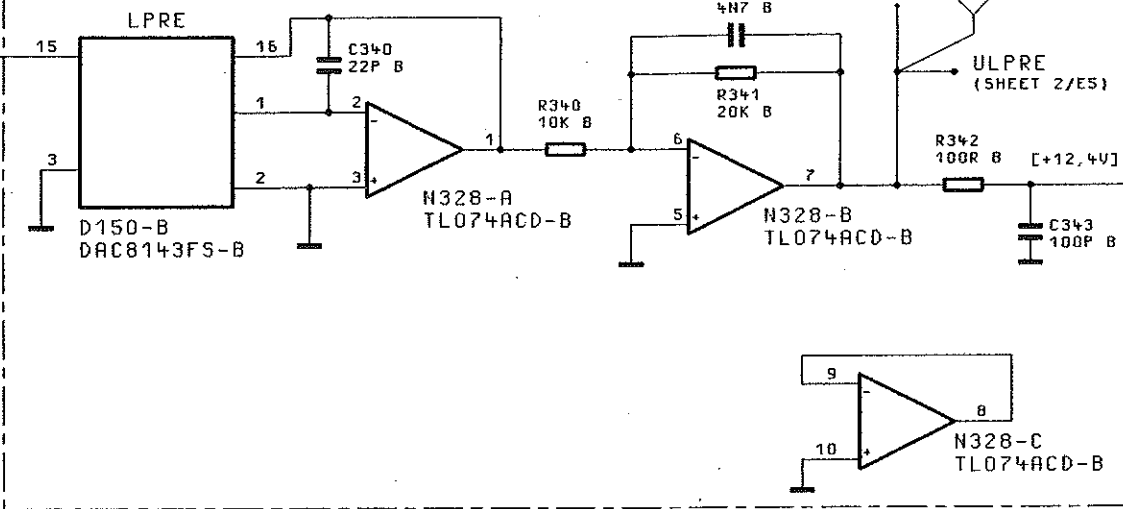 LPRE
15
16
1
3
2
D150-B
DAC8143FS-B
C340
22P B
2
3
-
+
1
N328-A
TL074ACD-B
R340
10K B
4N7 B
R341
20K B
6
5
-
+
7
N328-B
TL074ACD-B
ULPRE
(SHEET 2/E5)
R342
100R B
[+12,4V]
C343
100P B
9
10
-
+
8
N328-C
TL074ACD-B